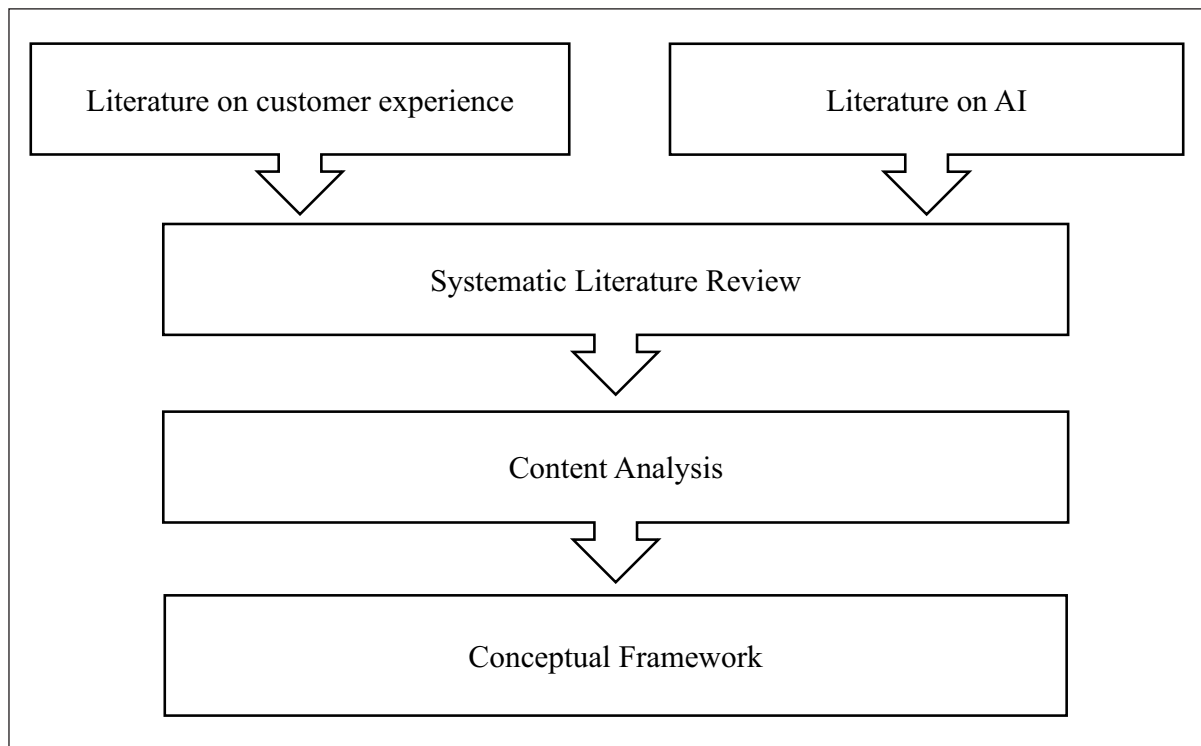 Literature on customer experience
Literature on AI
Systematic Literature Review
Content Analysis
Conceptual Framework